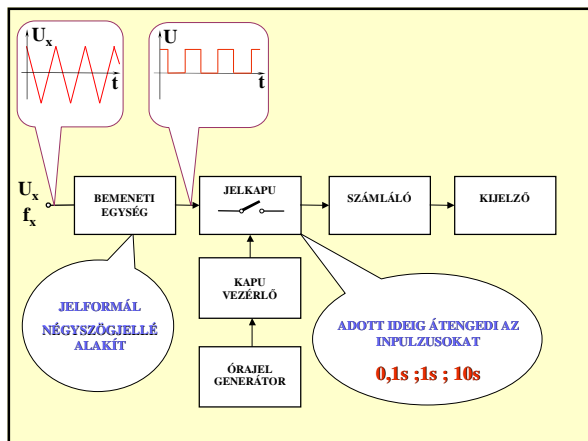 Uₓ
t
U
t
Uₓ
fₓ
BEMENETI
EGYSÉG
JELKAPU
SZÁMLÁLÓ
KIJELZŐ
JELFORMÁL
NÉGYSZÖGJELLÉ
ALAKÍT
KAPU
VEZÉRLŐ
ADOTT IDEIG ÁTENGEDI AZ
INPULZUSOKAT
0,1s ;1s ; 10s
ÓRAJEL
GENERÁTOR